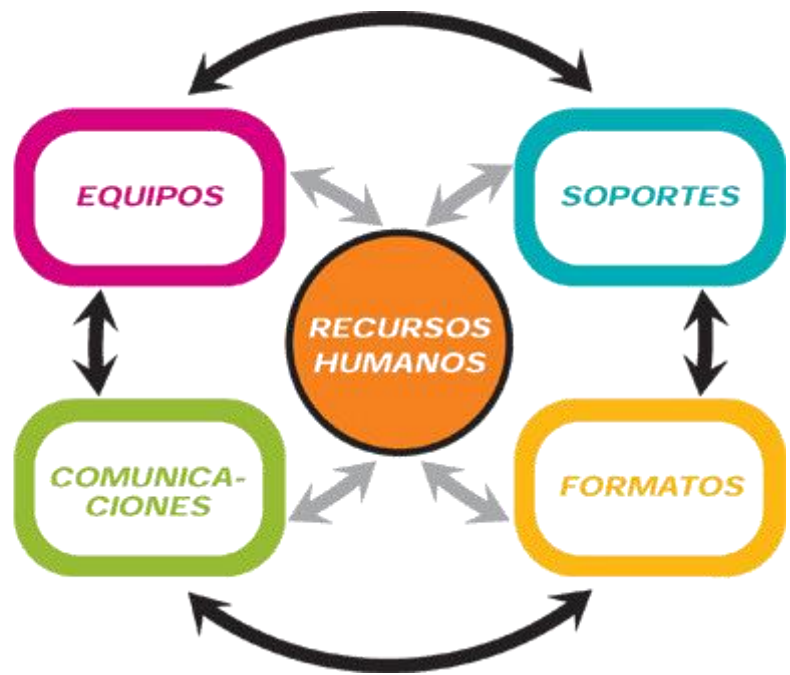 EQUIPOS
SOPORTES
RECURSOS
HUMANOS
COMUNICA-
CIONES
FORMATOS